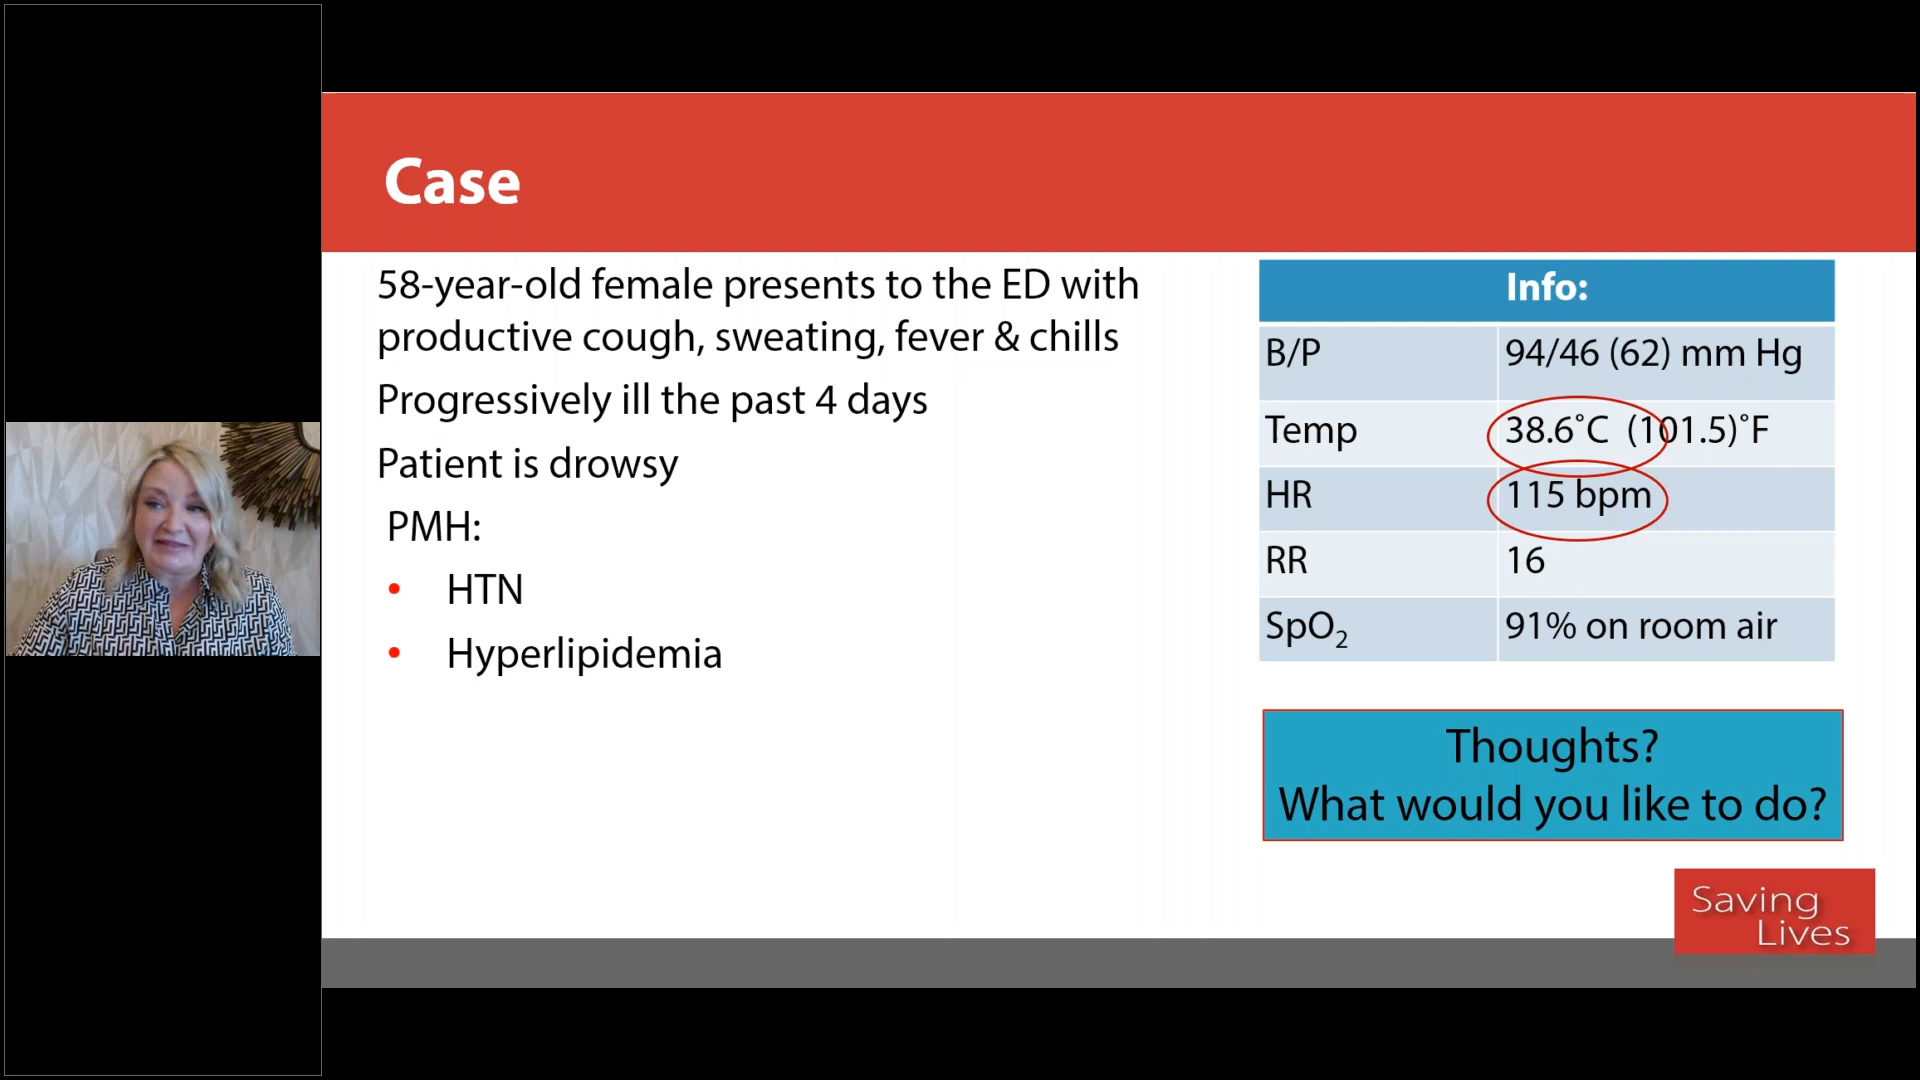 Case
58-year-old female presents to the ED with
productive cough, sweating, fever & chills
Progressively ill the past 4 days
Patient is drowsy
PMH:
• HTN
• Hyperlipidemia
Info:
B/P 94/46 (62) mm Hg
Temp 38.6˚C (101.5)˚F
HR 115 bpm
RR 16
SpO₂ 91% on room air
Thoughts?
What would you like to do?
Saving
Lives